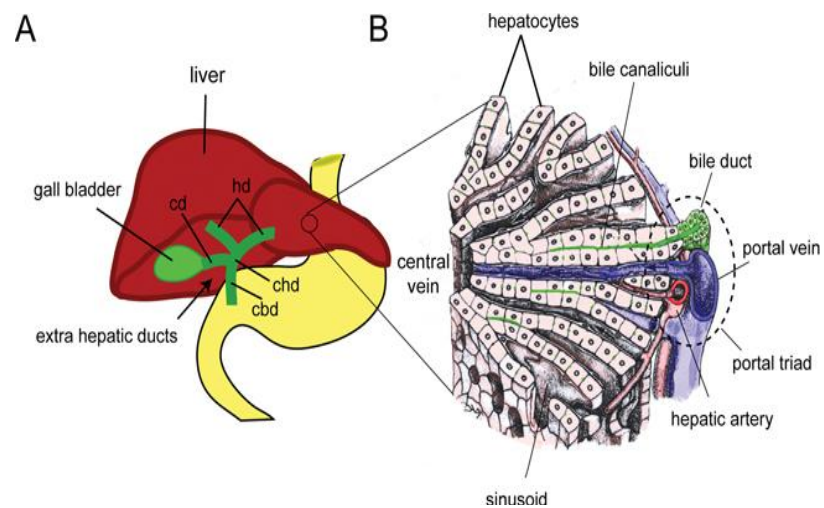 A
B
hepatocytes
bile canaliculi
liver
bile duct
gall bladder
hd
cd
portal vein
central
vein
chd
cbd
extra hepatic ducts
portal triad
hepatic artery
sinusoid